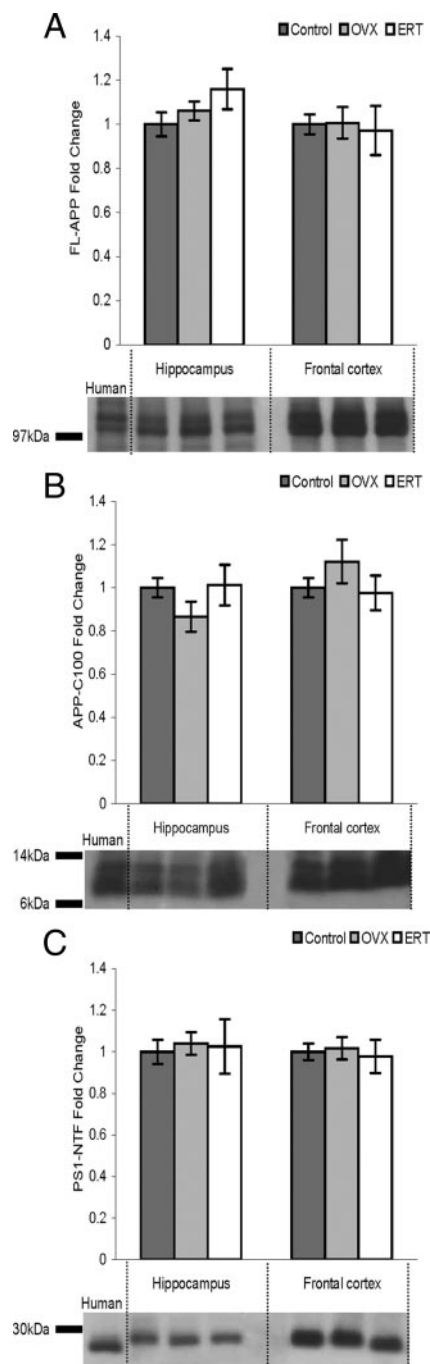 A
Control OVX ERT
FL-APP Fold Change
1.4
1.2
1
0.8
0.6
0.4
0.2
0
Human
Hippocampus
Frontal cortex
97kDa
B
Control OVX ERT
APP-C100 Fold Change
1.4
1.2
1
0.8
0.6
0.4
0.2
0
Human
Hippocampus
Frontal cortex
14kDa
6kDa
C
Control OVX ERT
PS1-NTF Fold Change
1.4
1.2
1
0.8
0.6
0.4
0.2
0
Human
Hippocampus
Frontal cortex
30kDa